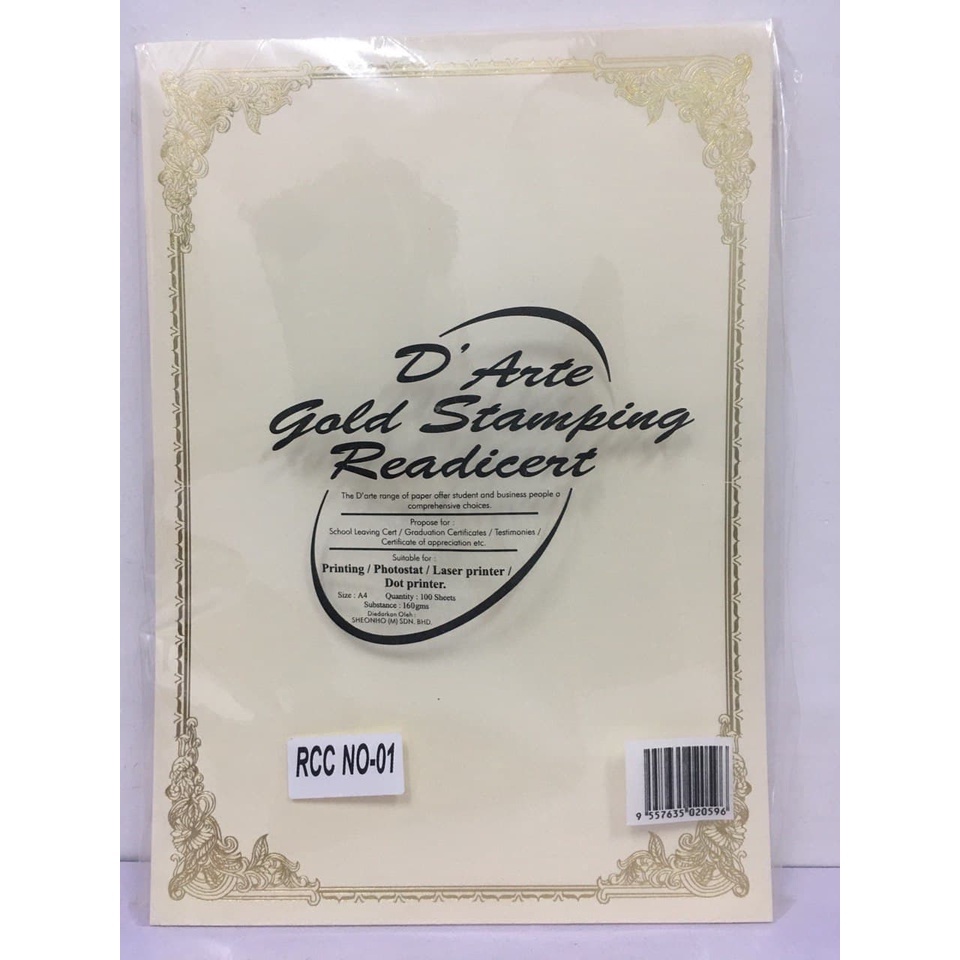 D' Arte
Gold Stamping
Readicert
The D'arte range of paper offer student and business people a
comprehensive choices.
Propose for :
School Leaving Cert / Graduation Certificates / Testimonies /
Certificate of appreciation etc.
Suitable for :
Printing / Photostat / Laser printer /
Dot printer.
Size : A4 Quantity : 100 Sheets
Substance : 160gms
Diedarkan Oleh :
SHEONHO (M) SDN. BHD.
RCC NO-01
9 557635 020596